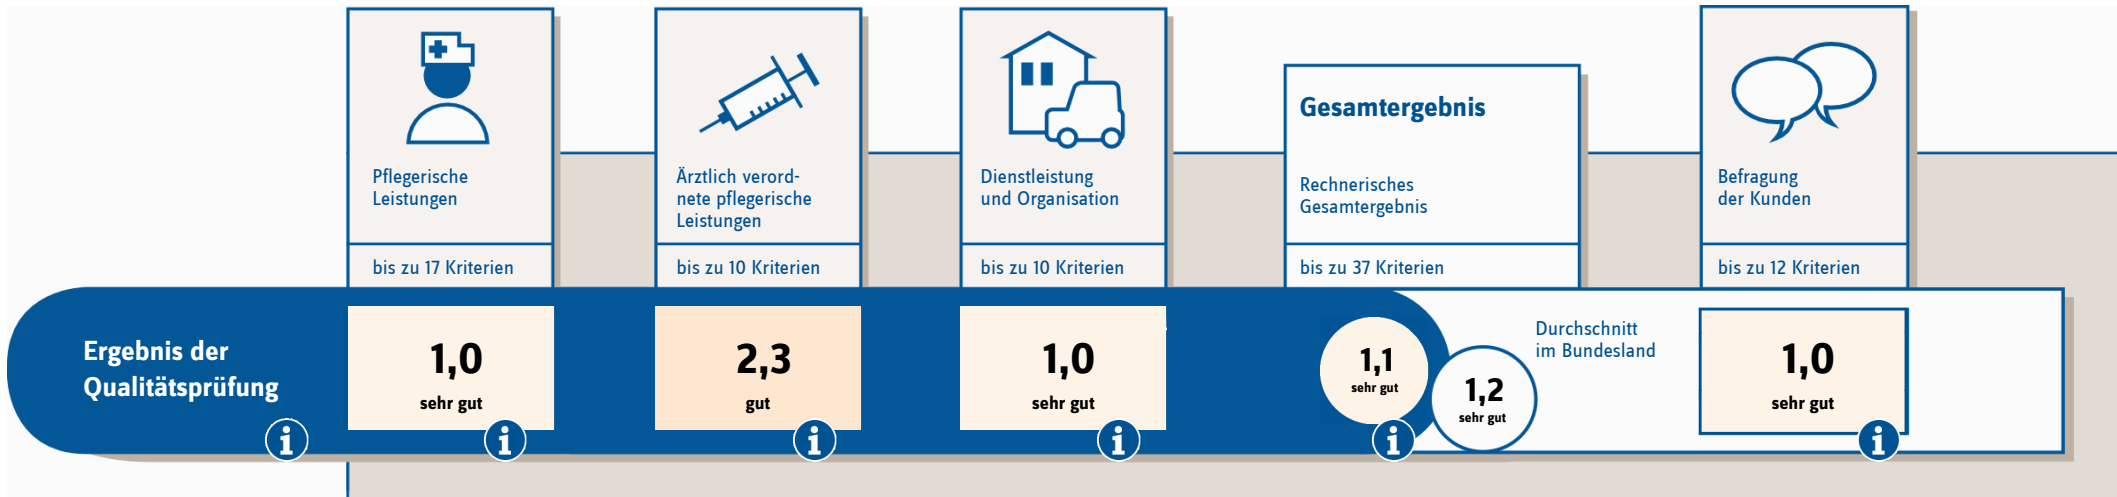 Pflegerische
Leistungen
bis zu 17 Kriterien
Ärztlich verord-
nete pflegerische
Leistungen
bis zu 10 Kriterien
Dienstleistung
und Organisation
bis zu 10 Kriterien
Gesamtergebnis
Rechnerisches
Gesamtergebnis
bis zu 37 Kriterien
Befragung
der Kunden
bis zu 12 Kriterien
Ergebnis der
Qualitätsprüfung
i
1,0
sehr gut
i
2,3
gut
i
1,0
sehr gut
i
1,1
sehr gut
i
1,2
sehr gut
Durchschnitt
im Bundesland
1,0
sehr gut
i